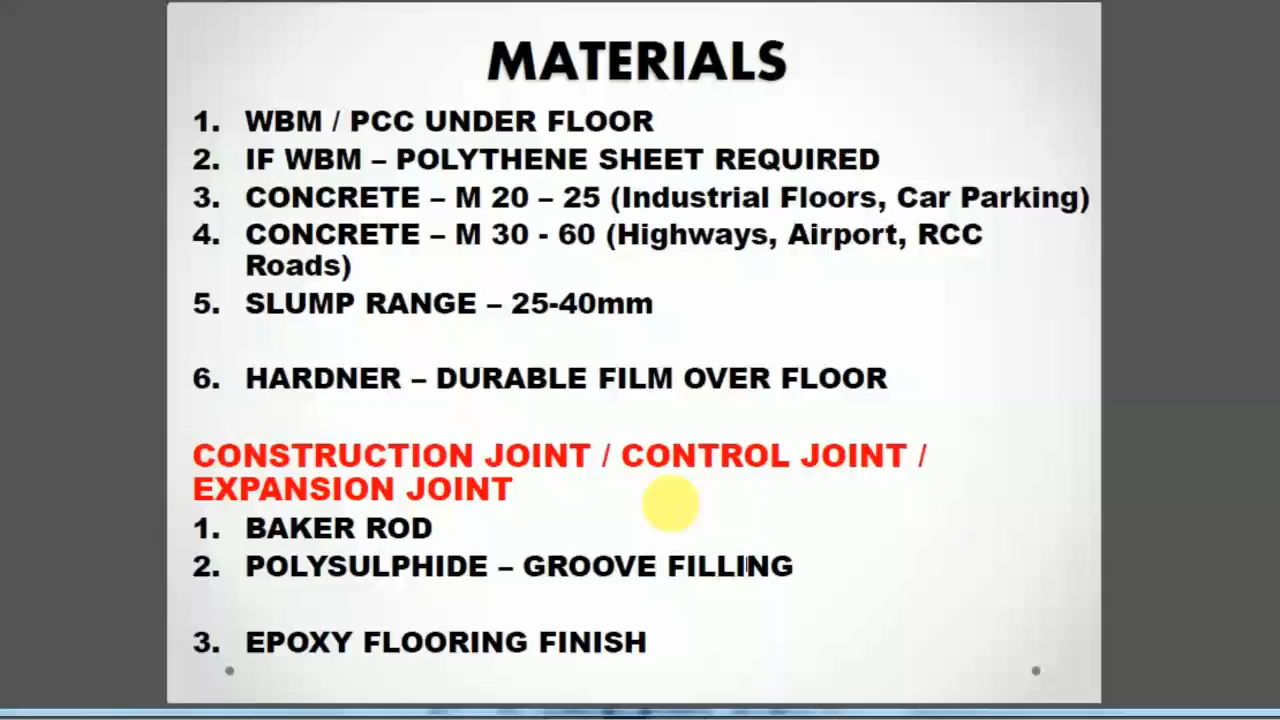 MATERIALS
1. WBM / PCC UNDER FLOOR
2. IF WBM – POLYTHENE SHEET REQUIRED
3. CONCRETE – M 20 – 25 (Industrial Floors, Car Parking)
4. CONCRETE – M 30 - 60 (Highways, Airport, RCC
Roads)
5. SLUMP RANGE – 25-40mm
6. HARDNER – DURABLE FILM OVER FLOOR
CONSTRUCTION JOINT / CONTROL JOINT /
EXPANSION JOINT
1. BAKER ROD
2. POLYSULPHIDE – GROOVE FILLING
3. EPOXY FLOORING FINISH